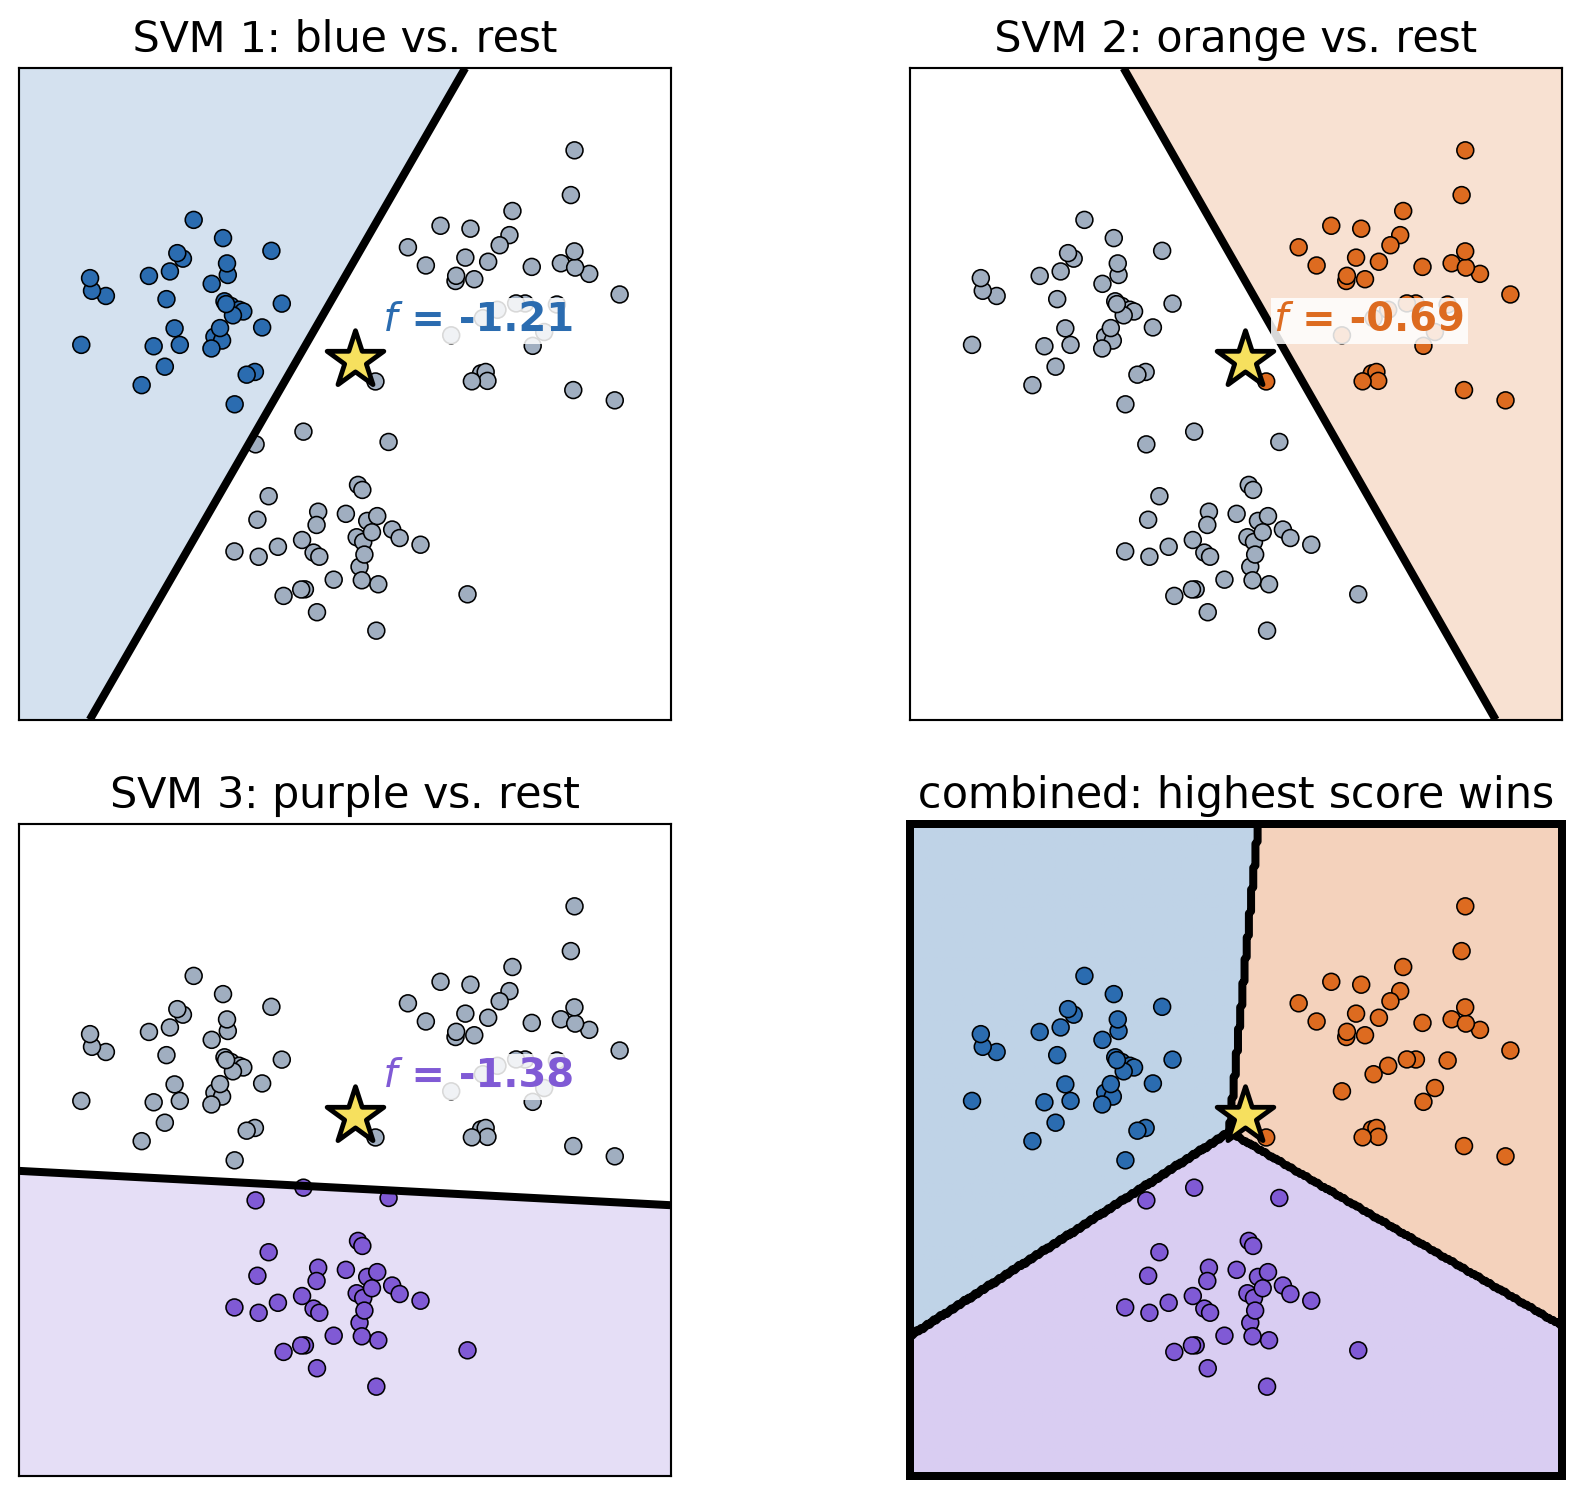 SVM 1: blue vs. rest
SVM 2: orange vs. rest
f = -1.21
f = -0.69
SVM 3: purple vs. rest
combined: highest score wins
f = -1.38